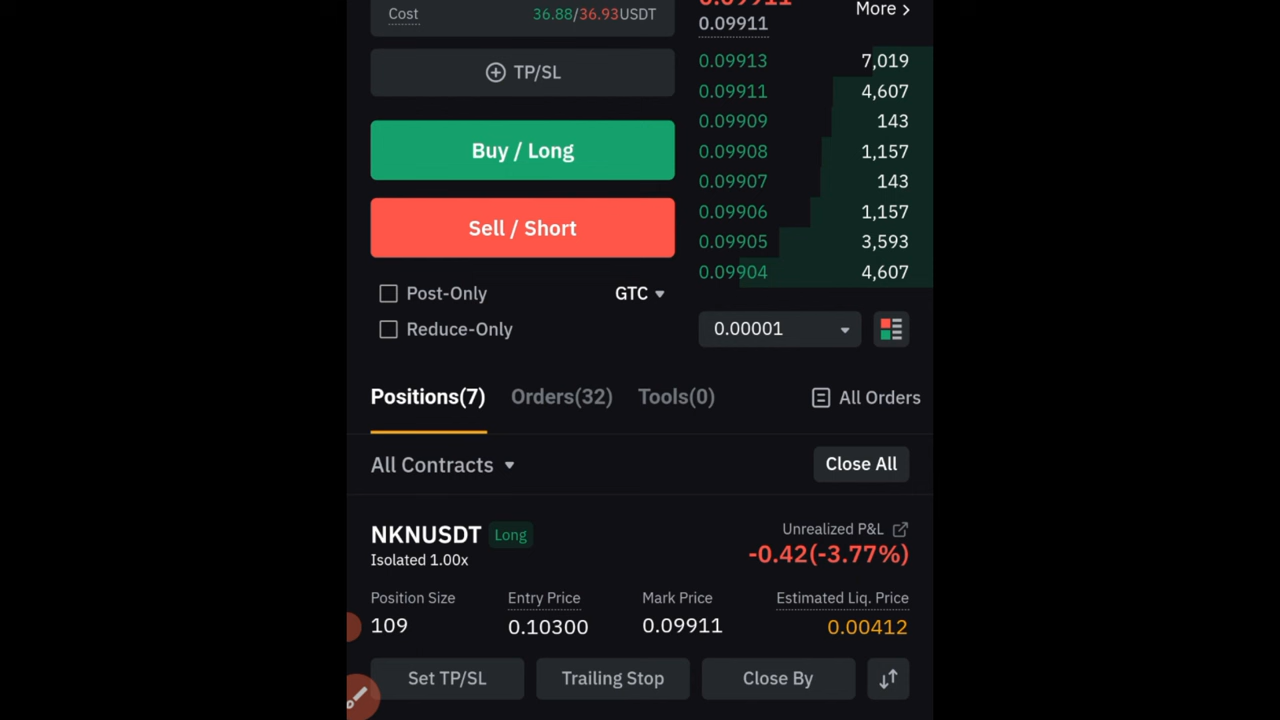 Cost 36.88/36.93USDT
0.09911
More >
0.09911
TP/SL
0.09913 7,019
0.09911 4,607
0.09909 143
0.09908 1,157
0.09907 143
0.09906 1,157
0.09905 3,593
0.09904 4,607
Buy / Long
Sell / Short
Post-Only GTC
Reduce-Only
0.00001
Positions(7) Orders(32) Tools(0) All Orders
All Contracts Close All
NKNUSDT Long
Isolated 1.00x
Unrealized P&L
-0.42(-3.77%)
Position Size Entry Price Mark Price Estimated Liq. Price
109 0.10300 0.09911 0.00412
Set TP/SL Trailing Stop Close By